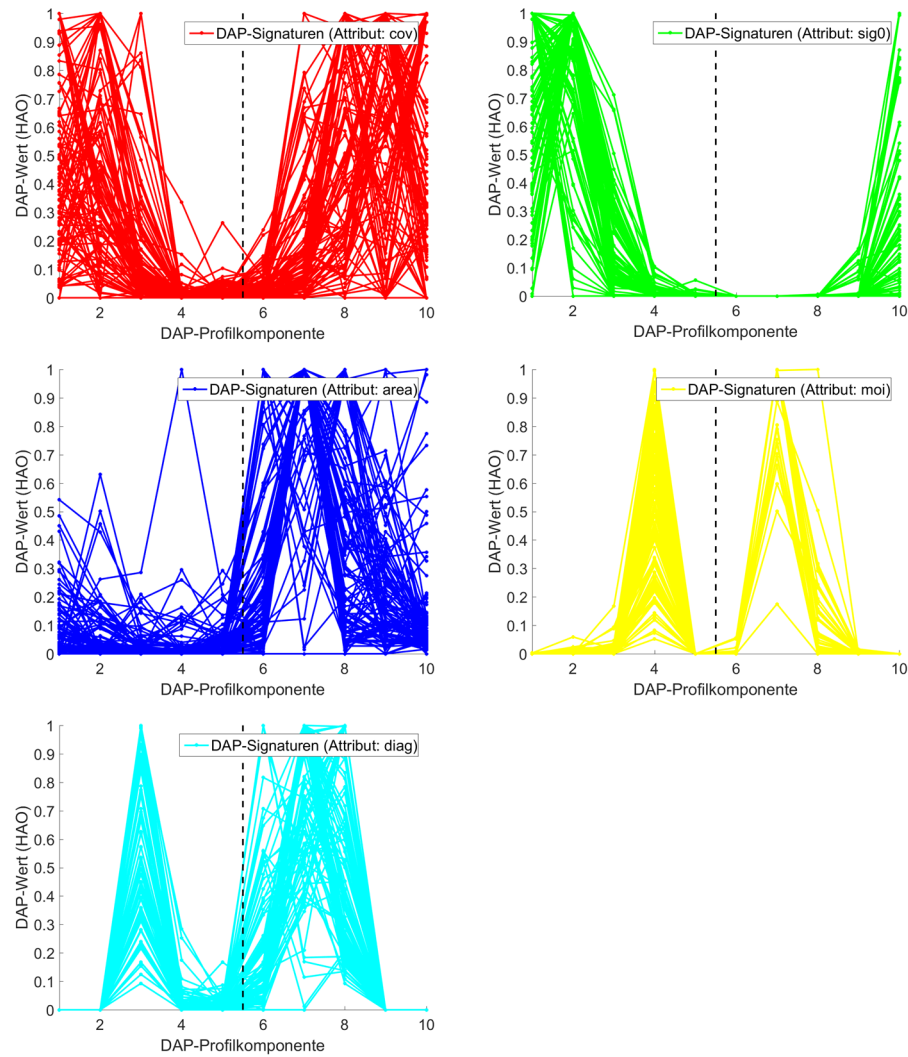 DAP-Signaturen (Attribut: cov)
DAP-Wert (HAO)
1
0.9
0.8
0.7
0.6
0.5
0.4
0.3
0.2
0.1
0
2 4 6 8 10
DAP-Profilkomponente
DAP-Signaturen (Attribut: sig0)
DAP-Wert (HAO)
1
0.9
0.8
0.7
0.6
0.5
0.4
0.3
0.2
0.1
0
2 4 6 8 10
DAP-Profilkomponente
DAP-Signaturen (Attribut: area)
DAP-Wert (HAO)
1
0.9
0.8
0.7
0.6
0.5
0.4
0.3
0.2
0.1
0
2 4 6 8 10
DAP-Profilkomponente
DAP-Signaturen (Attribut: moi)
DAP-Wert (HAO)
1
0.9
0.8
0.7
0.6
0.5
0.4
0.3
0.2
0.1
0
2 4 6 8 10
DAP-Profilkomponente
DAP-Signaturen (Attribut: diag)
DAP-Wert (HAO)
1
0.9
0.8
0.7
0.6
0.5
0.4
0.3
0.2
0.1
0
2 4 6 8 10
DAP-Profilkomponente